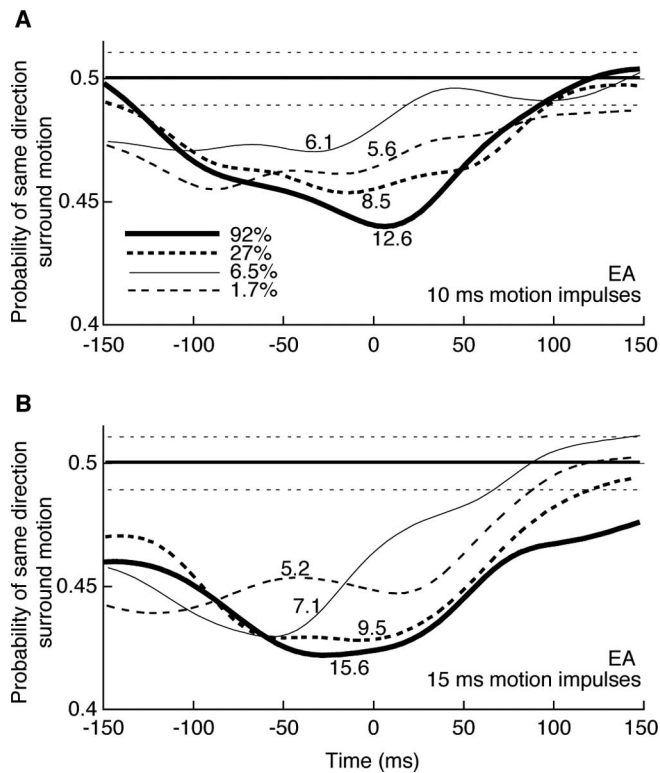 A
Probability of same direction
surround motion
0.5
0.45
0.4
6.1
5.6
8.5
12.6
92%
27%
6.5%
1.7%
EA
10 ms motion impulses
-150 -100 -50 0 50 100 150
B
Probability of same direction
surround motion
0.5
0.45
0.4
5.2
7.1
9.5
15.6
EA
15 ms motion impulses
-150 -100 -50 0 50 100 150
Time (ms)